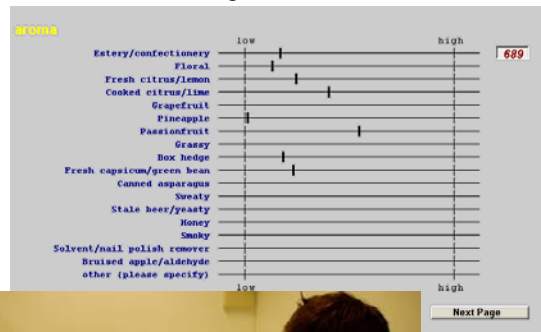 aroma
low high
Estery/confectionery 689
Floral
Fresh citrus/lemon
Cooked citrus/lime
Grapefruit
Pineapple
Passionfruit
Grassy
Box hedge
Fresh capsicum/green bean
Canned asparagus
Sweaty
Stale beer/yeasty
Honey
Smoky
Solvent/nail polish remover
Bruised apple/aldehyde
other (please specify)
low high
Next Page